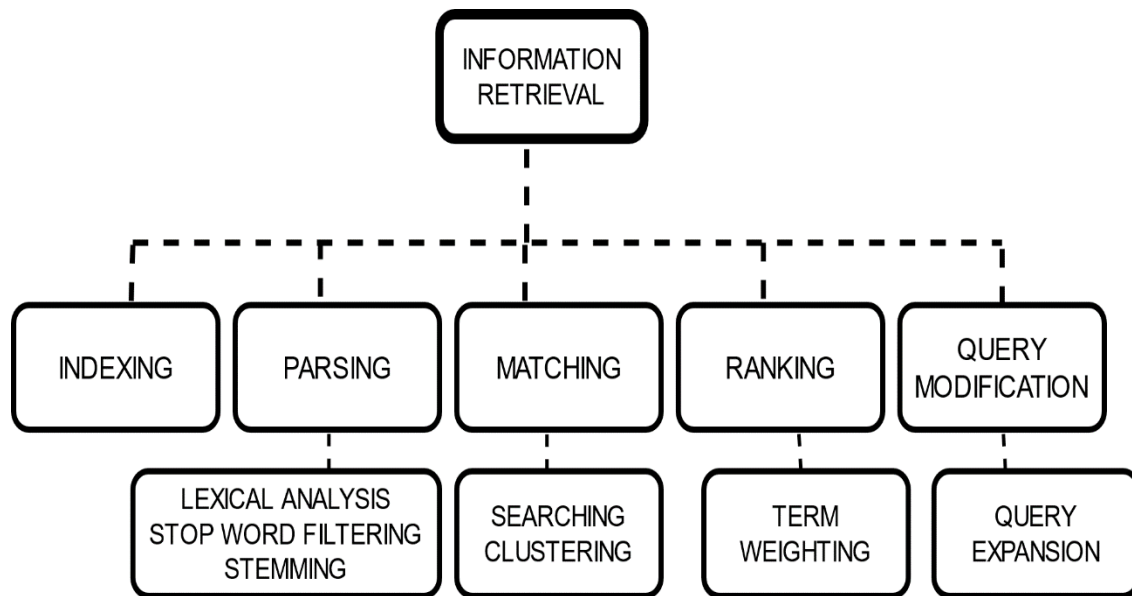 INFORMATION
RETRIEVAL
INDEXING
PARSING
MATCHING
RANKING
QUERY
MODIFICATION
LEXICAL ANALYSIS
STOP WORD FILTERING
STEMMING
SEARCHING
CLUSTERING
TERM
WEIGHTING
QUERY
EXPANSION